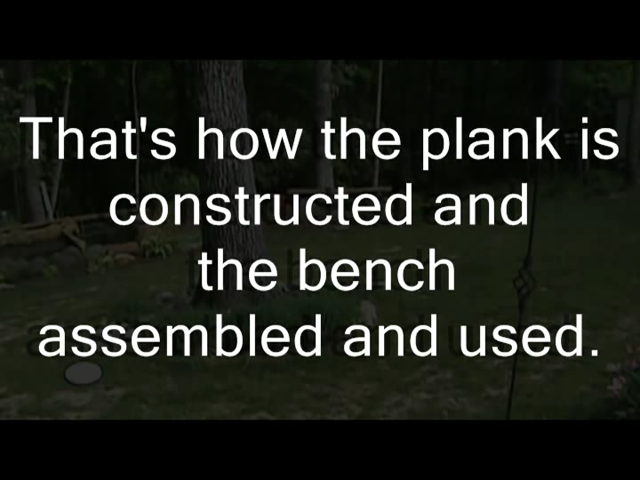 That's how the plank is
constructed and
the bench
assembled and used.